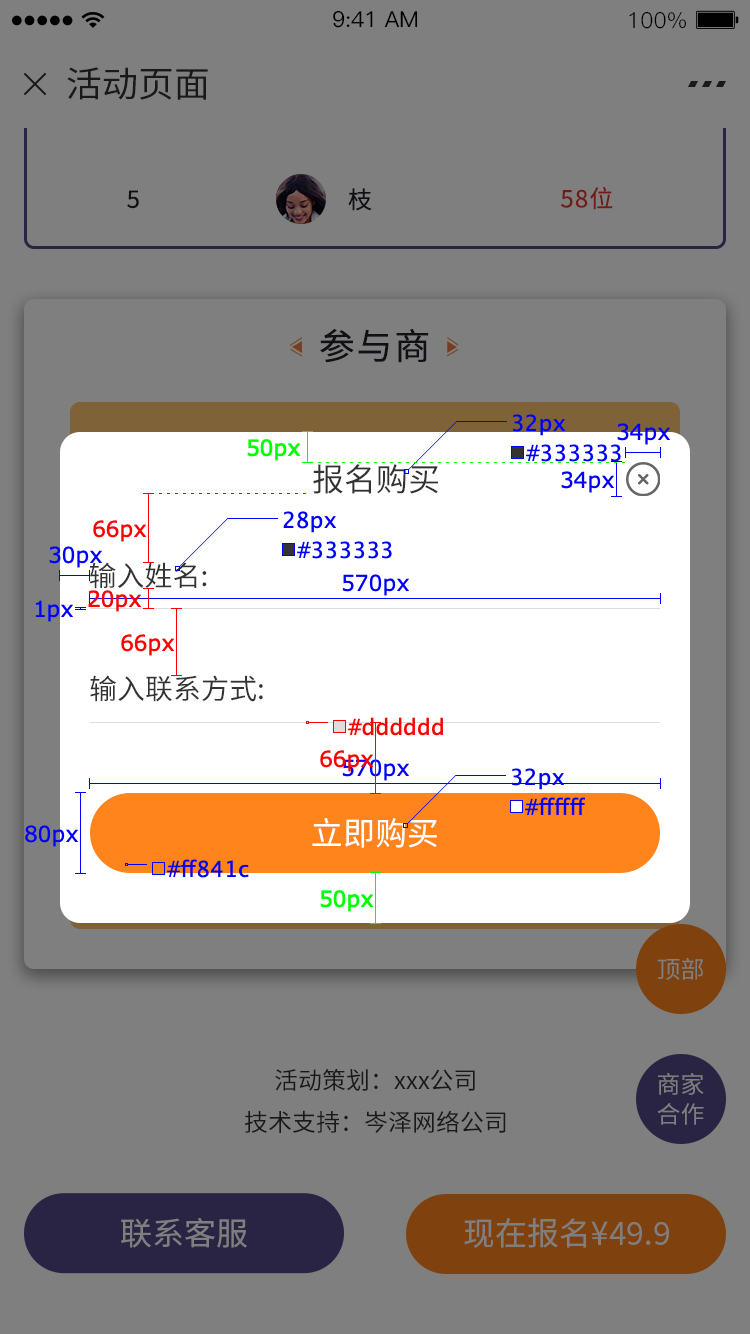 9:41 AM 100%
活动页面
5 枝 58位
参与商
32px
34px
50px
#333333
报名购买
34px
28px
66px
#333333
30px
输入姓名:
570px
20px
1px
66px
输入联系方式:
#dddddd
66px
570px
32px
#ffffff
80px
立即购买
#ff841c
50px
顶部
活动策划：xxx公司
商家
合作
技术支持：岑泽网络公司
联系客服
现在报名¥49.9